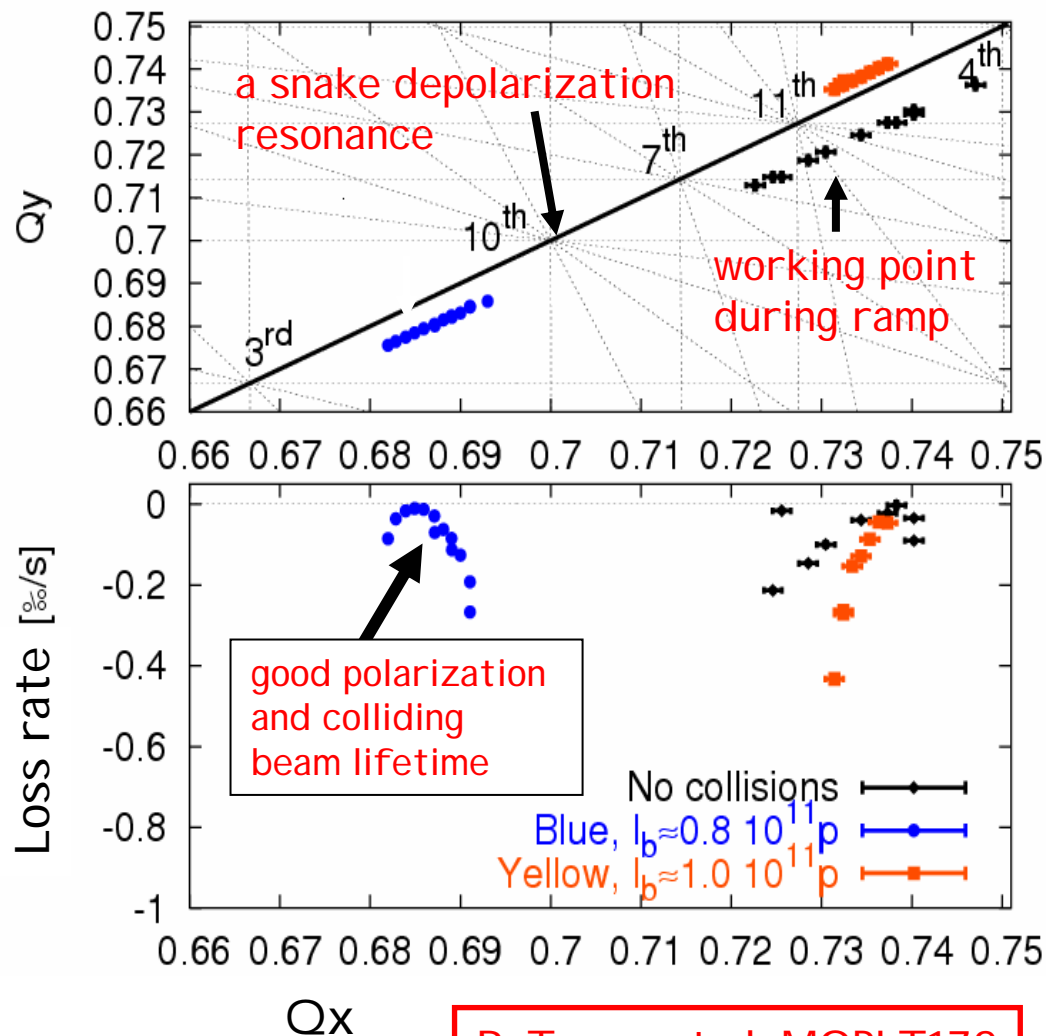 0.75
0.74
0.73
0.72
0.71
0.7
0.69
0.68
0.67
0.66
Qy
a snake depolarization
resonance
4th
11th
7th
10th
3rd
working point
during ramp
0.66 0.67 0.68 0.69 0.7 0.71 0.72 0.73 0.74 0.75
0
-0.2
-0.4
-0.6
-0.8
-1
Loss rate [‰/s]
good polarization
and colliding
beam lifetime
No collisions
Blue, Ib≈0.8 10^11p
Yellow, Ib≈1.0 10^11p
0.66 0.67 0.68 0.69 0.7 0.71 0.72 0.73 0.74 0.75
Qx